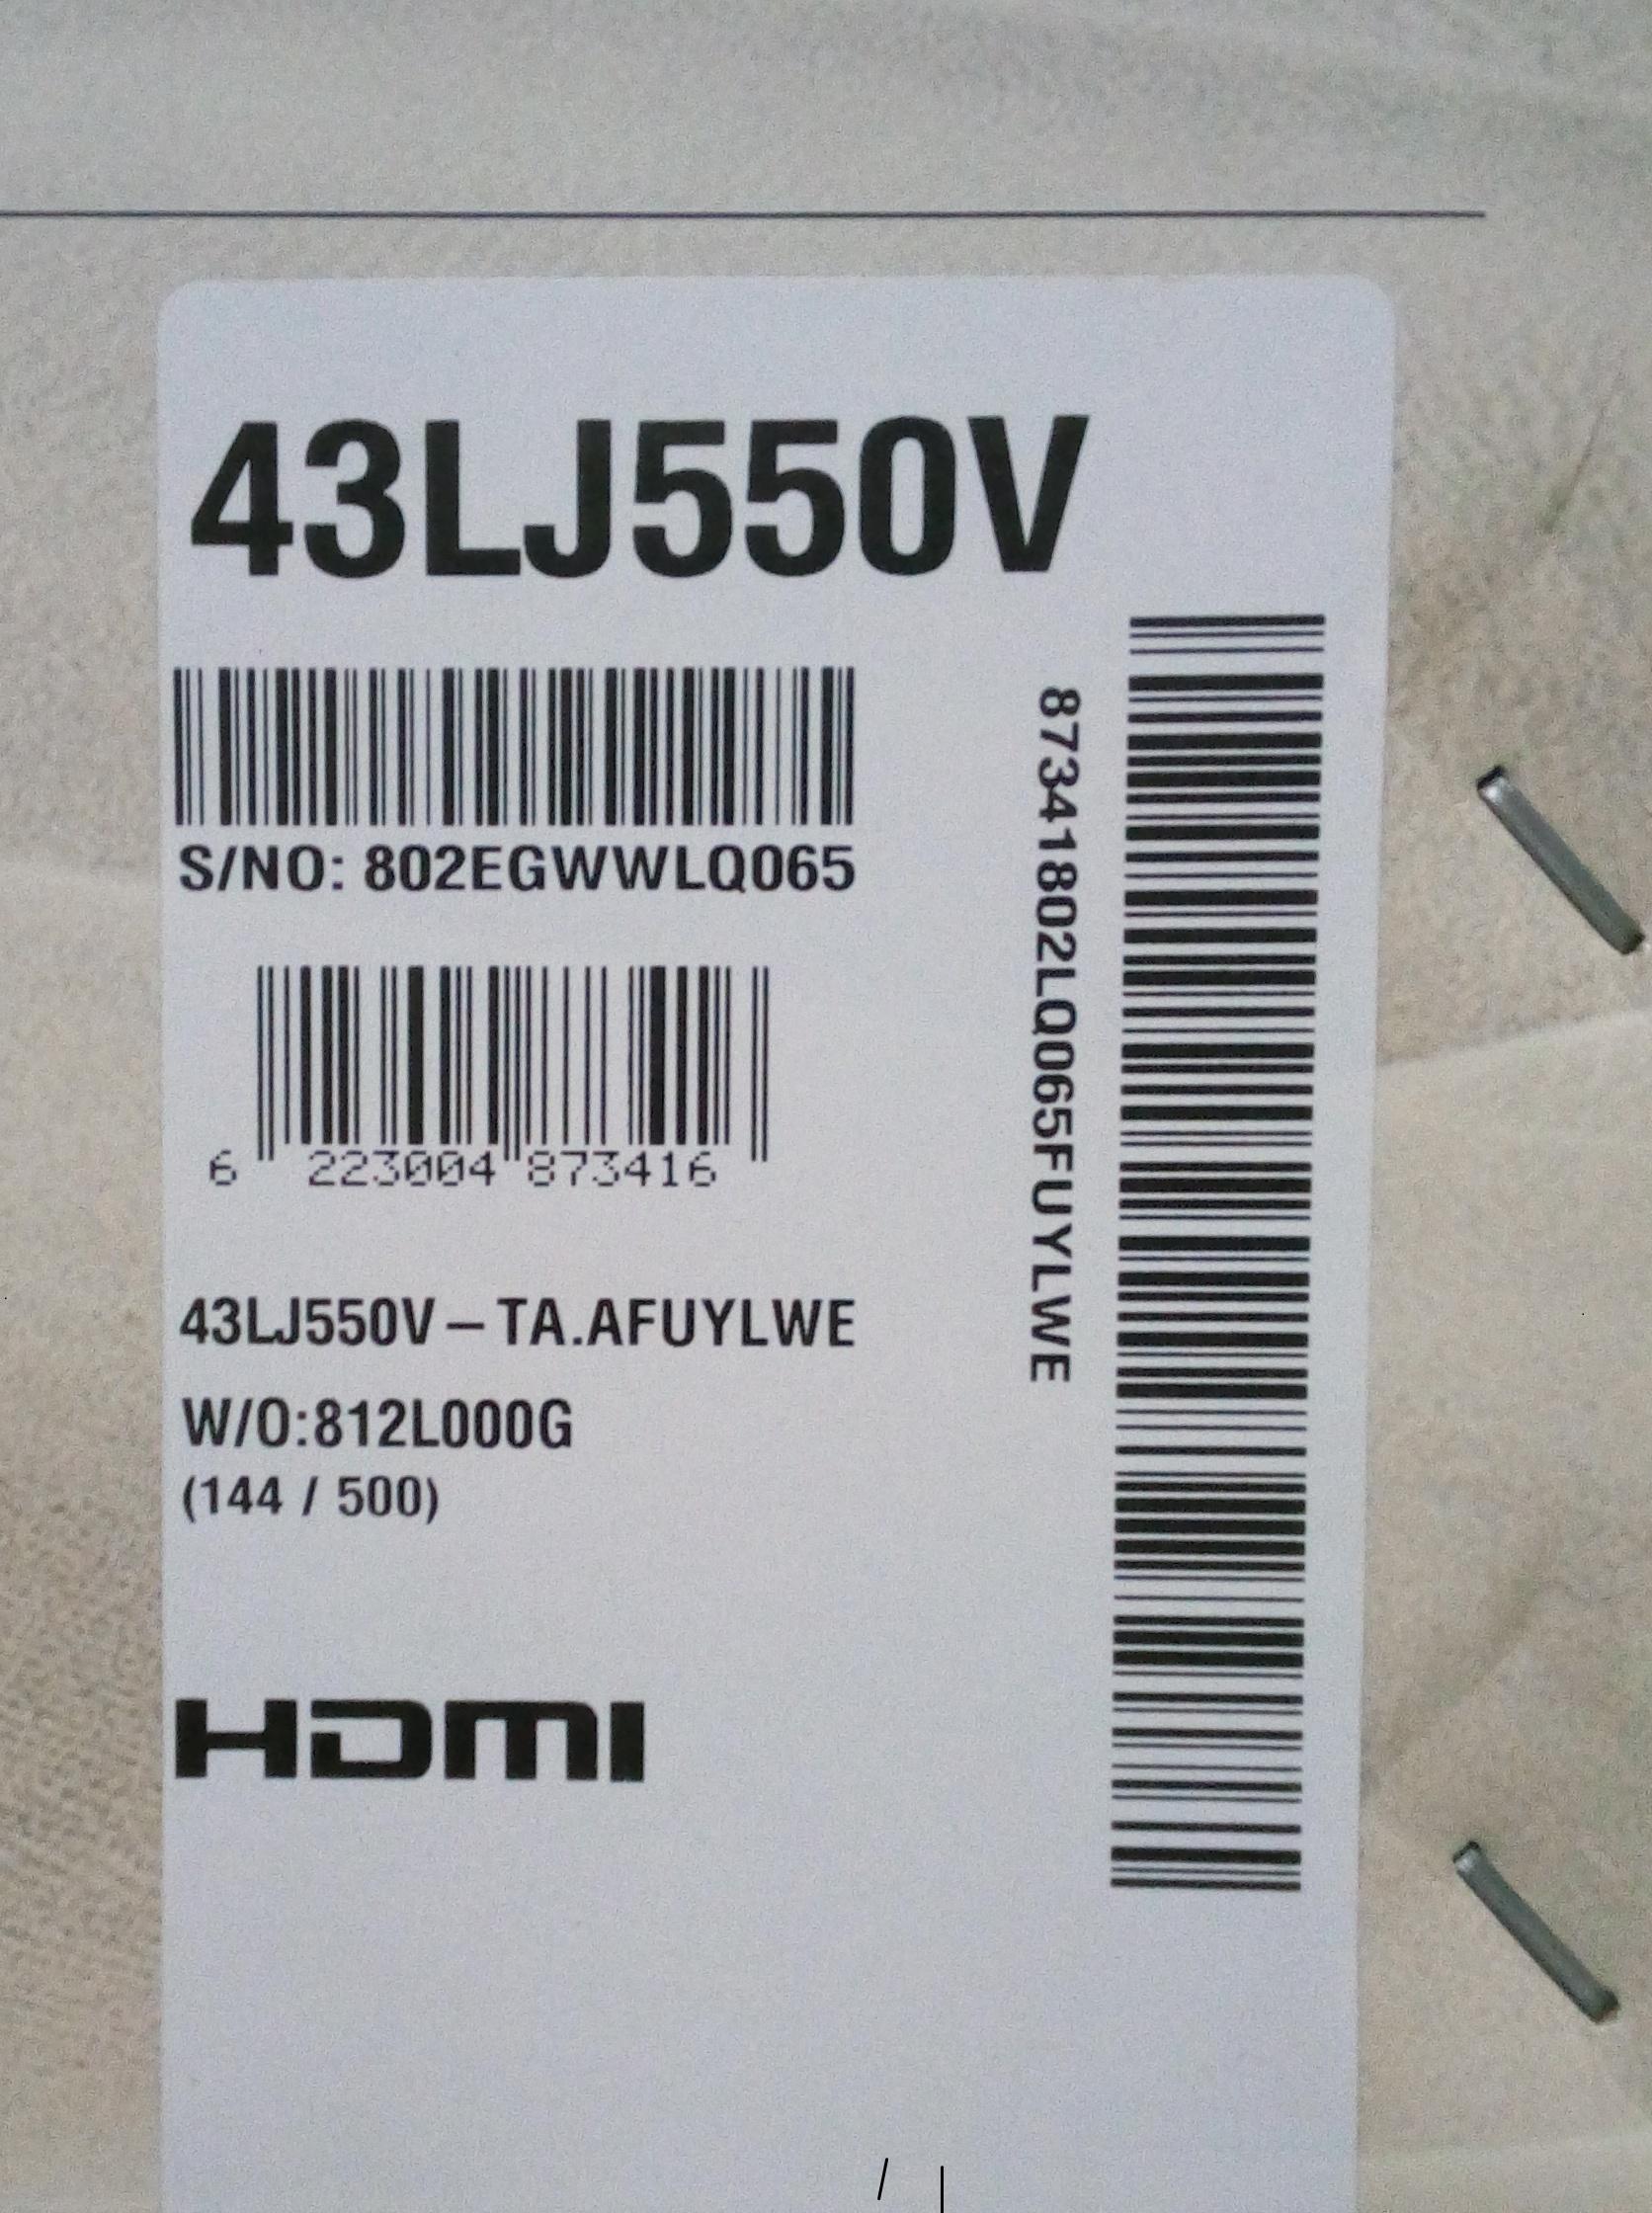 43LJ550V
S/NO: 802EGWWLQ065
6 223004 873416
87341802LQ065FUYLWE
43LJ550V – TA.AFUYLWE
W/O:812L000G
(144 / 500)
HDMI